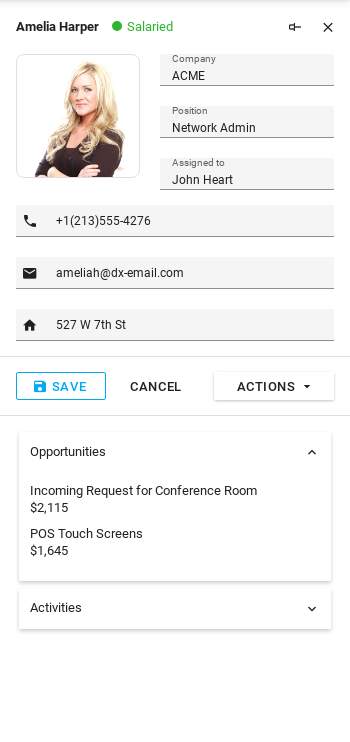 Amelia Harper Salaried
Company
ACME
Position
Network Admin
Assigned to
John Heart
+1(213)555-4276
ameliah@dx-email.com
527 W 7th St
SAVE CANCEL ACTIONS
Opportunities
Incoming Request for Conference Room
$2,115
POS Touch Screens
$1,645
Activities